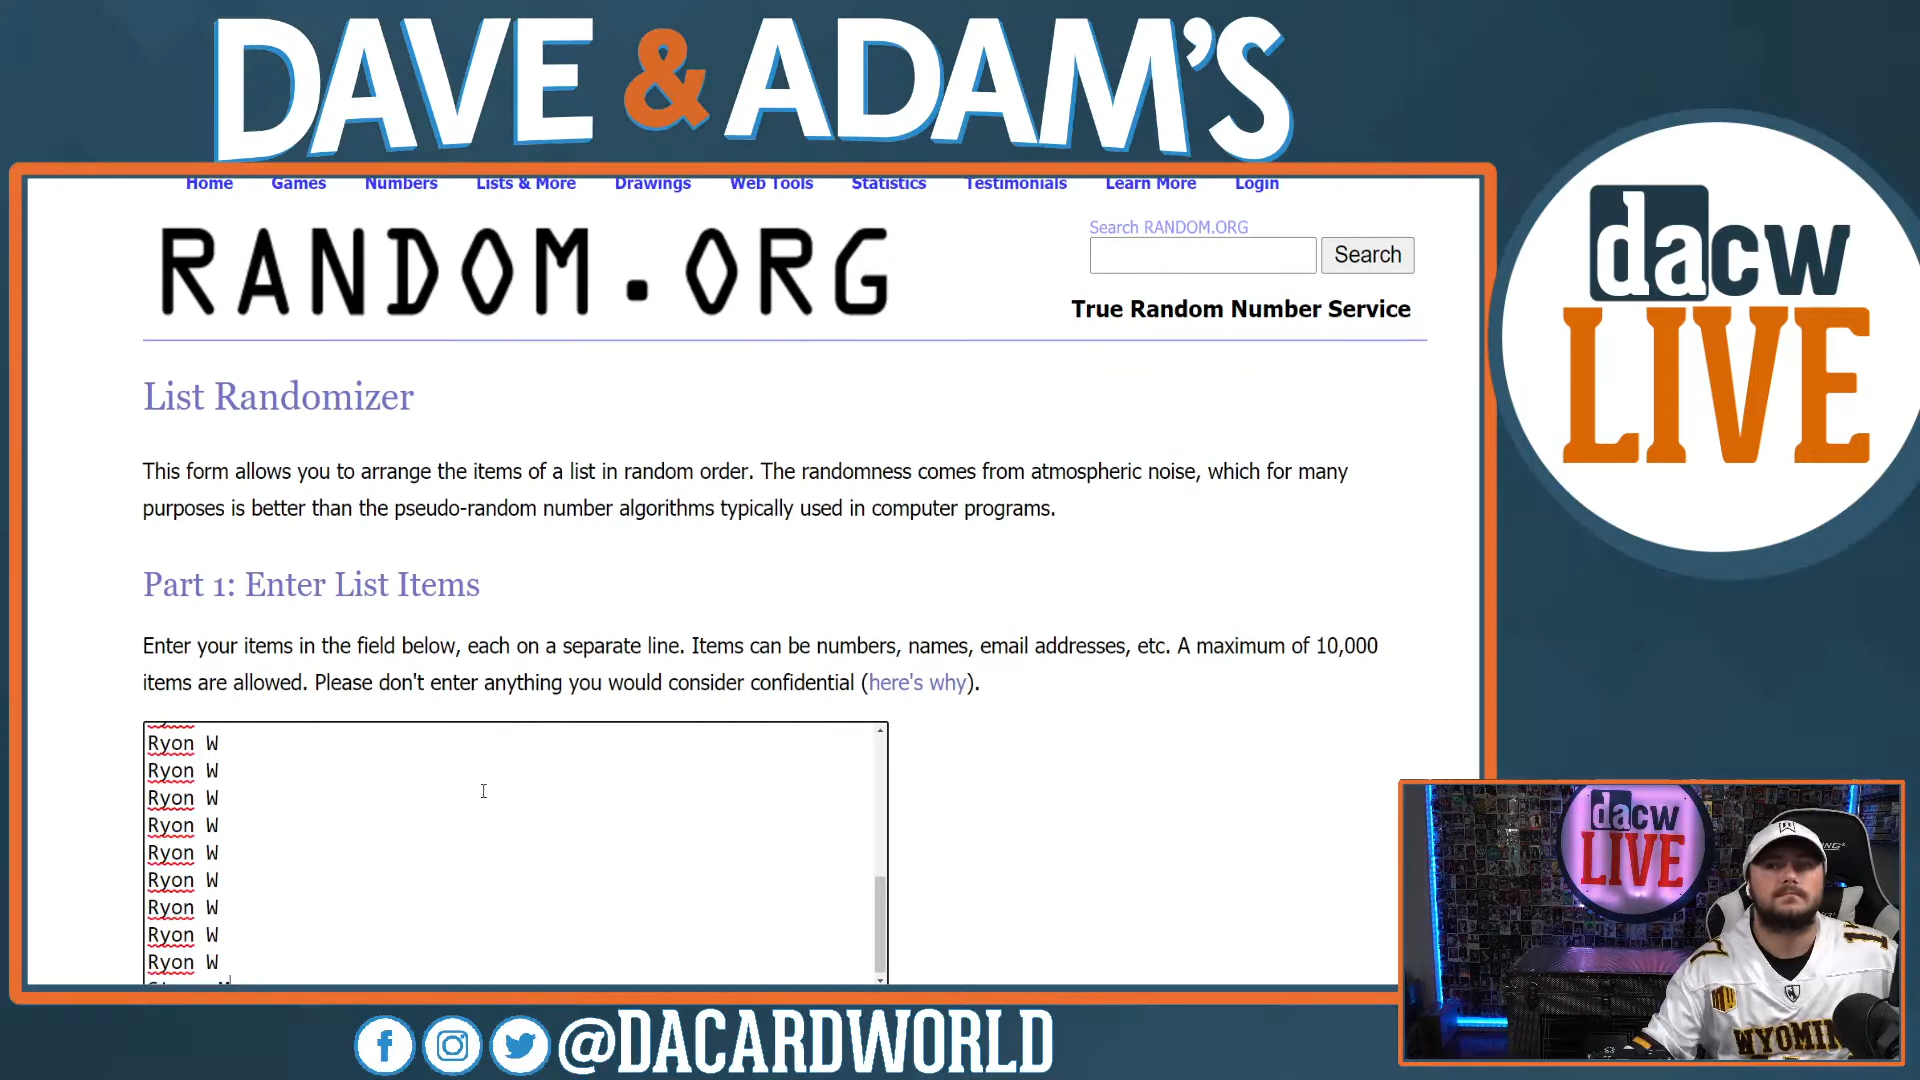 DAVE & ADAM'S
Home Games Numbers Lists & More Drawings Web Tools Statistics Testimonials Learn More Login
RANDOM.ORG
Search RANDOM.ORG
Search
True Random Number Service
dacw
LIVE
List Randomizer
This form allows you to arrange the items of a list in random order. The randomness comes from atmospheric noise, which for many
purposes is better than the pseudo-random number algorithms typically used in computer programs.
Part 1: Enter List Items
Enter your items in the field below, each on a separate line. Items can be numbers, names, email addresses, etc. A maximum of 10,000
items are allowed. Please don't enter anything you would consider confidential (here's why).
Ryon W
Ryon W
Ryon W
Ryon W
Ryon W
Ryon W
Ryon W
Ryon W
Ryon W
dacw
LIVE
17
WYOMIN
@DACARDWORLD